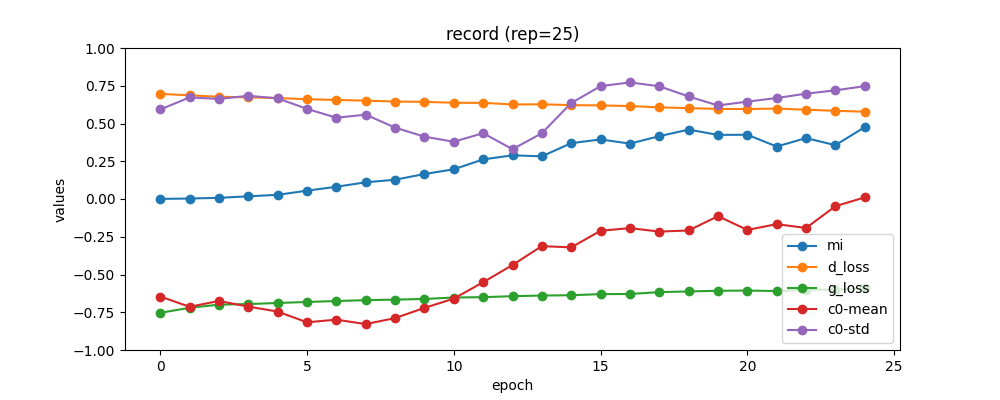 record (rep=25)
1.00
0.75
0.50
0.25
0.00
−0.25
−0.50
−0.75
−1.00
values
mi
d_loss
g_loss
c0-mean
c0-std
0 5 10 15 20 25
epoch